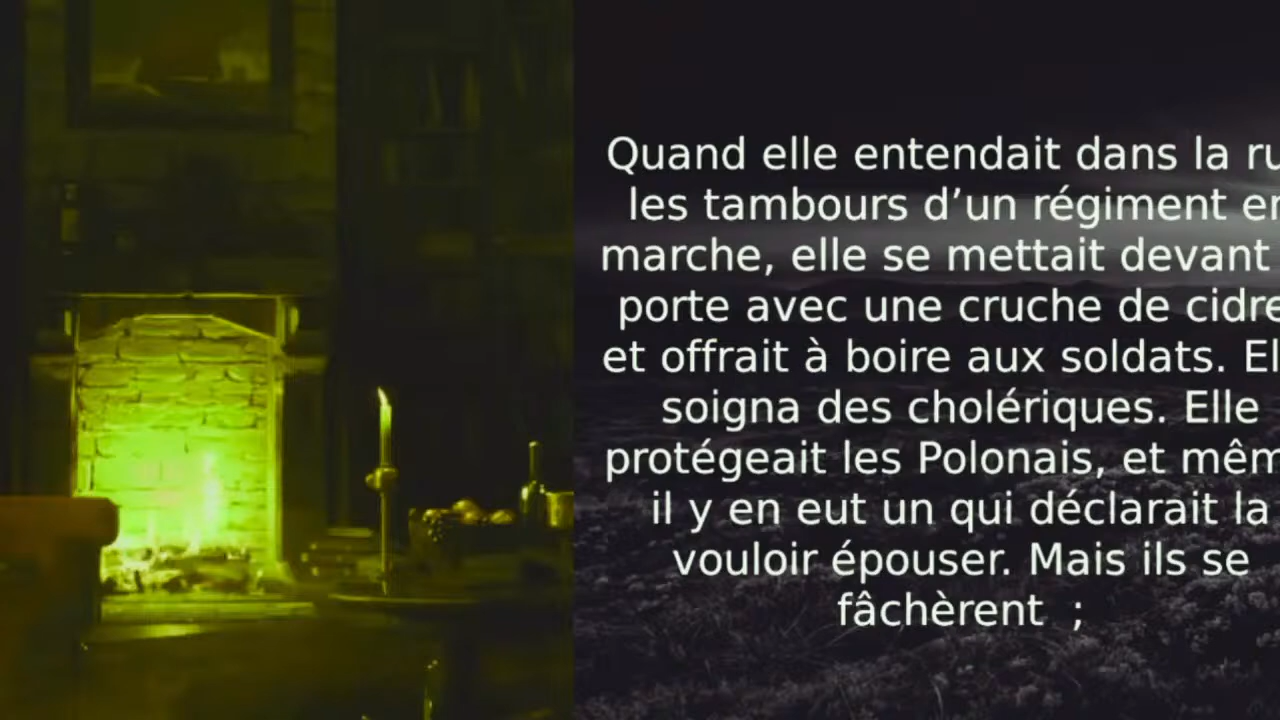 Quand elle entendait dans la ru
les tambours d’un régiment en
marche, elle se mettait devant
porte avec une cruche de cidre
et offrait à boire aux soldats. El
soigna des cholériques. Elle
protégeait les Polonais, et mêm
il y en eut un qui déclarait la
vouloir épouser. Mais ils se
fâchèrent  ;